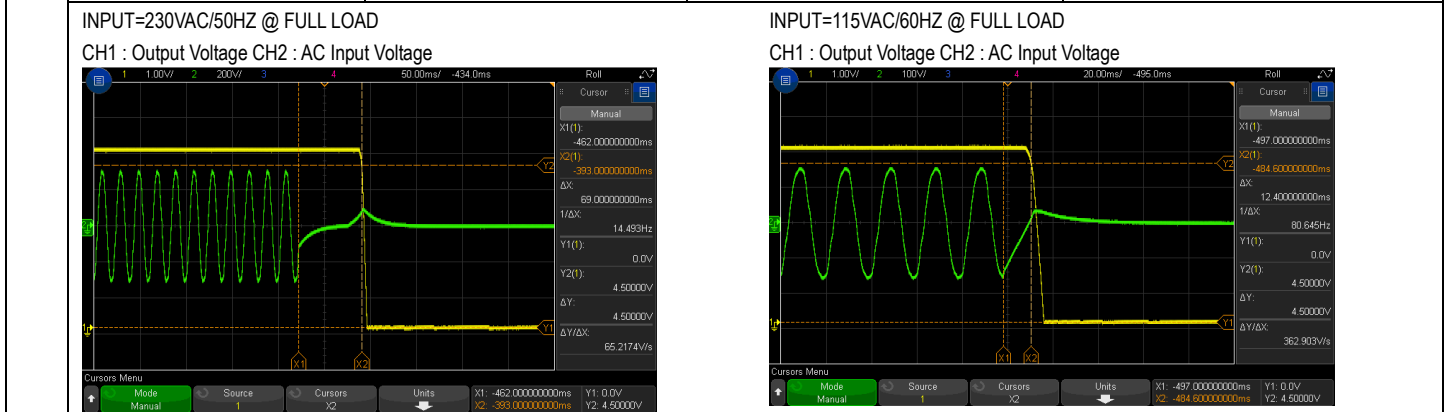 INPUT=230VAC/50HZ @ FULL LOAD
CH1 : Output Voltage CH2 : AC Input Voltage
1 1.00V/ 2 200V/ 3 4 50.00ms/ -434.0ms Roll
Cursor
Manual
X1(1):
-462.000000000ms
X2(1):
-393.000000000ms
ΔX:
69.000000000ms
1/ΔX:
14.493Hz
Y1(1):
0.0V
Y2(1):
4.50000V
ΔY:
4.50000V
ΔY/ΔX:
65.2174V/s
Y2
Y1
X1 X2
Cursors Menu
Mode Source Cursors Units X1: -462.000000000ms Y1: 0.0V
Manual 1 X2 X2: -393.000000000ms Y2: 4.50000V
INPUT=115VAC/60HZ @ FULL LOAD
CH1 : Output Voltage CH2 : AC Input Voltage
1 1.00V/ 2 100V/ 3 4 20.00ms/ -495.0ms Roll
Cursor
Manual
X1(1):
-497.000000000ms
X2(1):
-484.600000000ms
ΔX:
12.400000000ms
1/ΔX:
80.645Hz
Y1(1):
0.0V
Y2(1):
4.50000V
ΔY:
4.50000V
ΔY/ΔX:
362.903V/s
Y2
Y1
X1 X2
Cursors Menu
Mode Source Cursors Units X1: -497.000000000ms Y1: 0.0V
Manual 1 X2 X2: -484.600000000ms Y2: 4.50000V